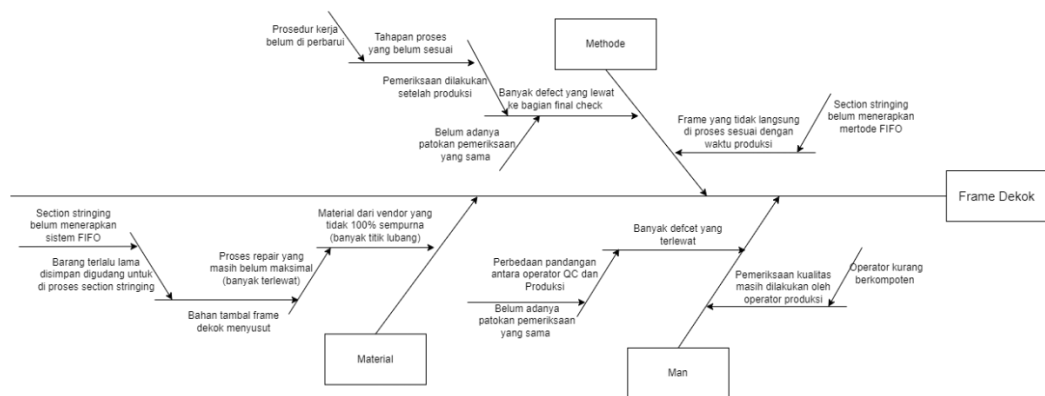 Prosedur kerja
belum di perbarui
Tahapan proses
yang belum sesuai
Pemeriksaan dilakukan
setelah produksi
Banyak defect yang lewat
ke bagian final check
Belum adanya
patokan pemeriksaan
yang sama
Methode
Frame yang tidak langsung
di proses sesuai dengan
waktu produksi
Section stringing
belum menerapkan
mertode FIFO
Frame Dekok
Section stringing
belum menerapkan
sistem FIFO
Barang terlalu lama
disimpan digudang untuk
di proses section stringing
Bahan tambal frame
dekok menyusut
Proses repair yang
masih belum maksimal
(banyak terlewat)
Material dari vendor yang
tidak 100% sempurna
(banyak titik lubang)
Material
Perbedaan pandangan
antara operator QC dan
Produksi
Belum adanya
patokan pemeriksaan
yang sama
Banyak defcet yang
terlewat
Pemeriksaan kualitas
masih dilakukan oleh
operator produksi
Operator kurang
berkompoten
Man